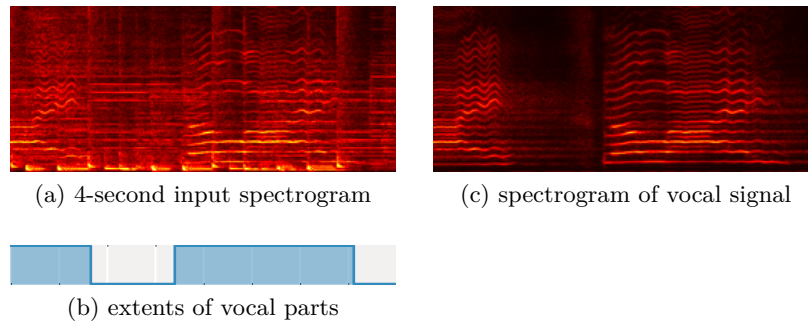 (a) 4-second input spectrogram
(c) spectrogram of vocal signal
(b) extents of vocal parts